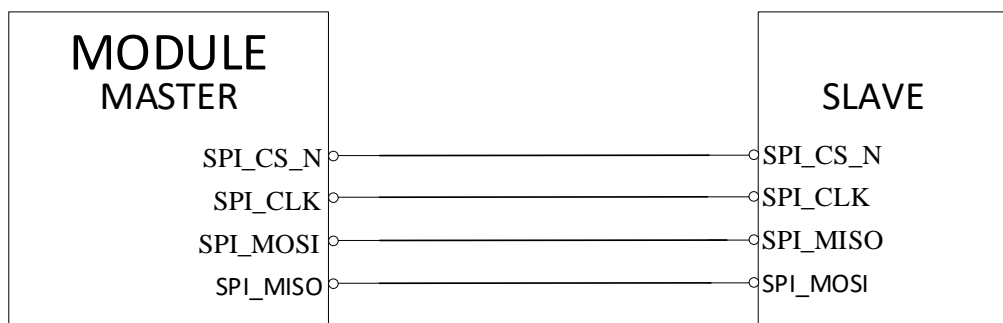 MODULE
MASTER
SLAVE
SPI_CS_N
SPI_CS_N
SPI_CLK
SPI_CLK
SPI_MOSI
SPI_MISO
SPI_MISO
SPI_MOSI